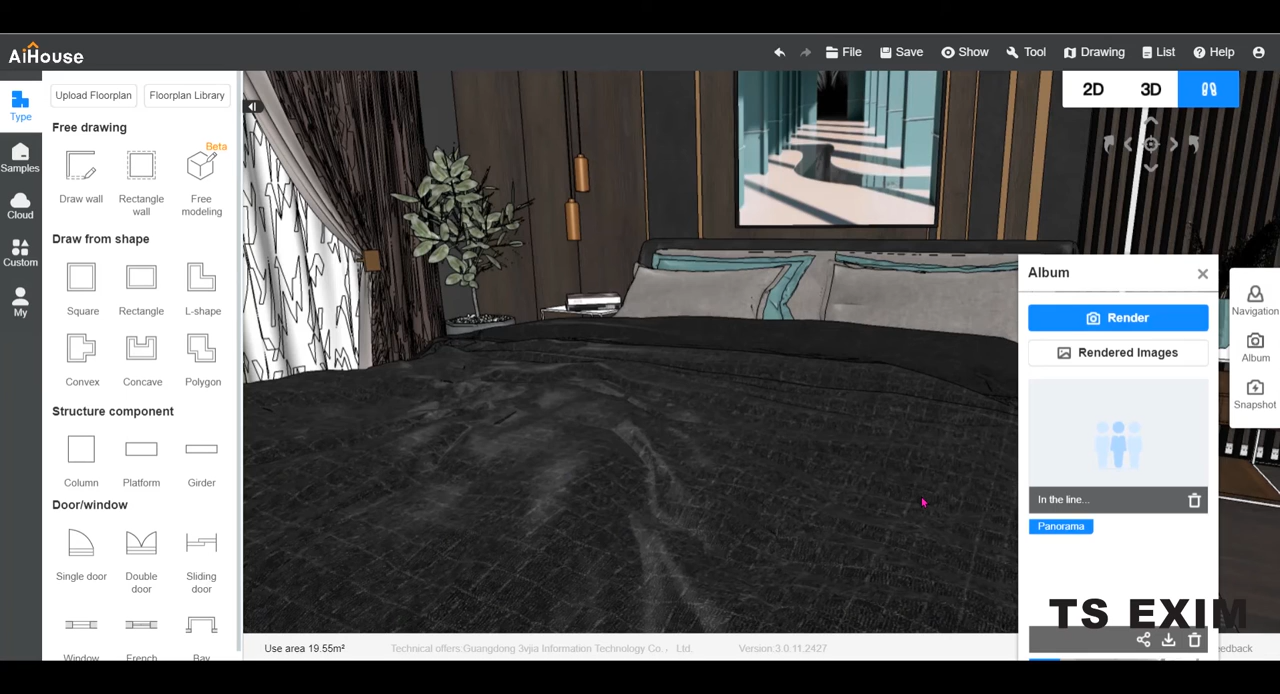 AiHouse
File
Save
Show
Tool
Drawing
List
Help
Type
Samples
Cloud
Custom
My
Upload Floorplan
Floorplan Library
Free drawing
Beta
Draw wall
Rectangle wall
Free modeling
Draw from shape
Square
Rectangle
L-shape
Convex
Concave
Polygon
Structure component
Column
Platform
Girder
Door/window
Single door
Double door
Sliding door
Window
French
Bay
2D
3D
Album
Render
Rendered Images
In the line...
Panorama
Navigation
Album
Snapshot
TS EXIM
Use area 19.55m²
Technical offers:Guangdong 3vjia Information Technology Co.，Ltd.
Version:3.0.11.2427
eedback